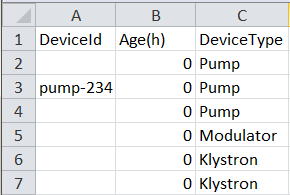 A B C
1 DeviceId Age(h) DeviceType
2 0 Pump
3 pump-234 0 Pump
4 0 Pump
5 0 Modulator
6 0 Klystron
7 0 Klystron